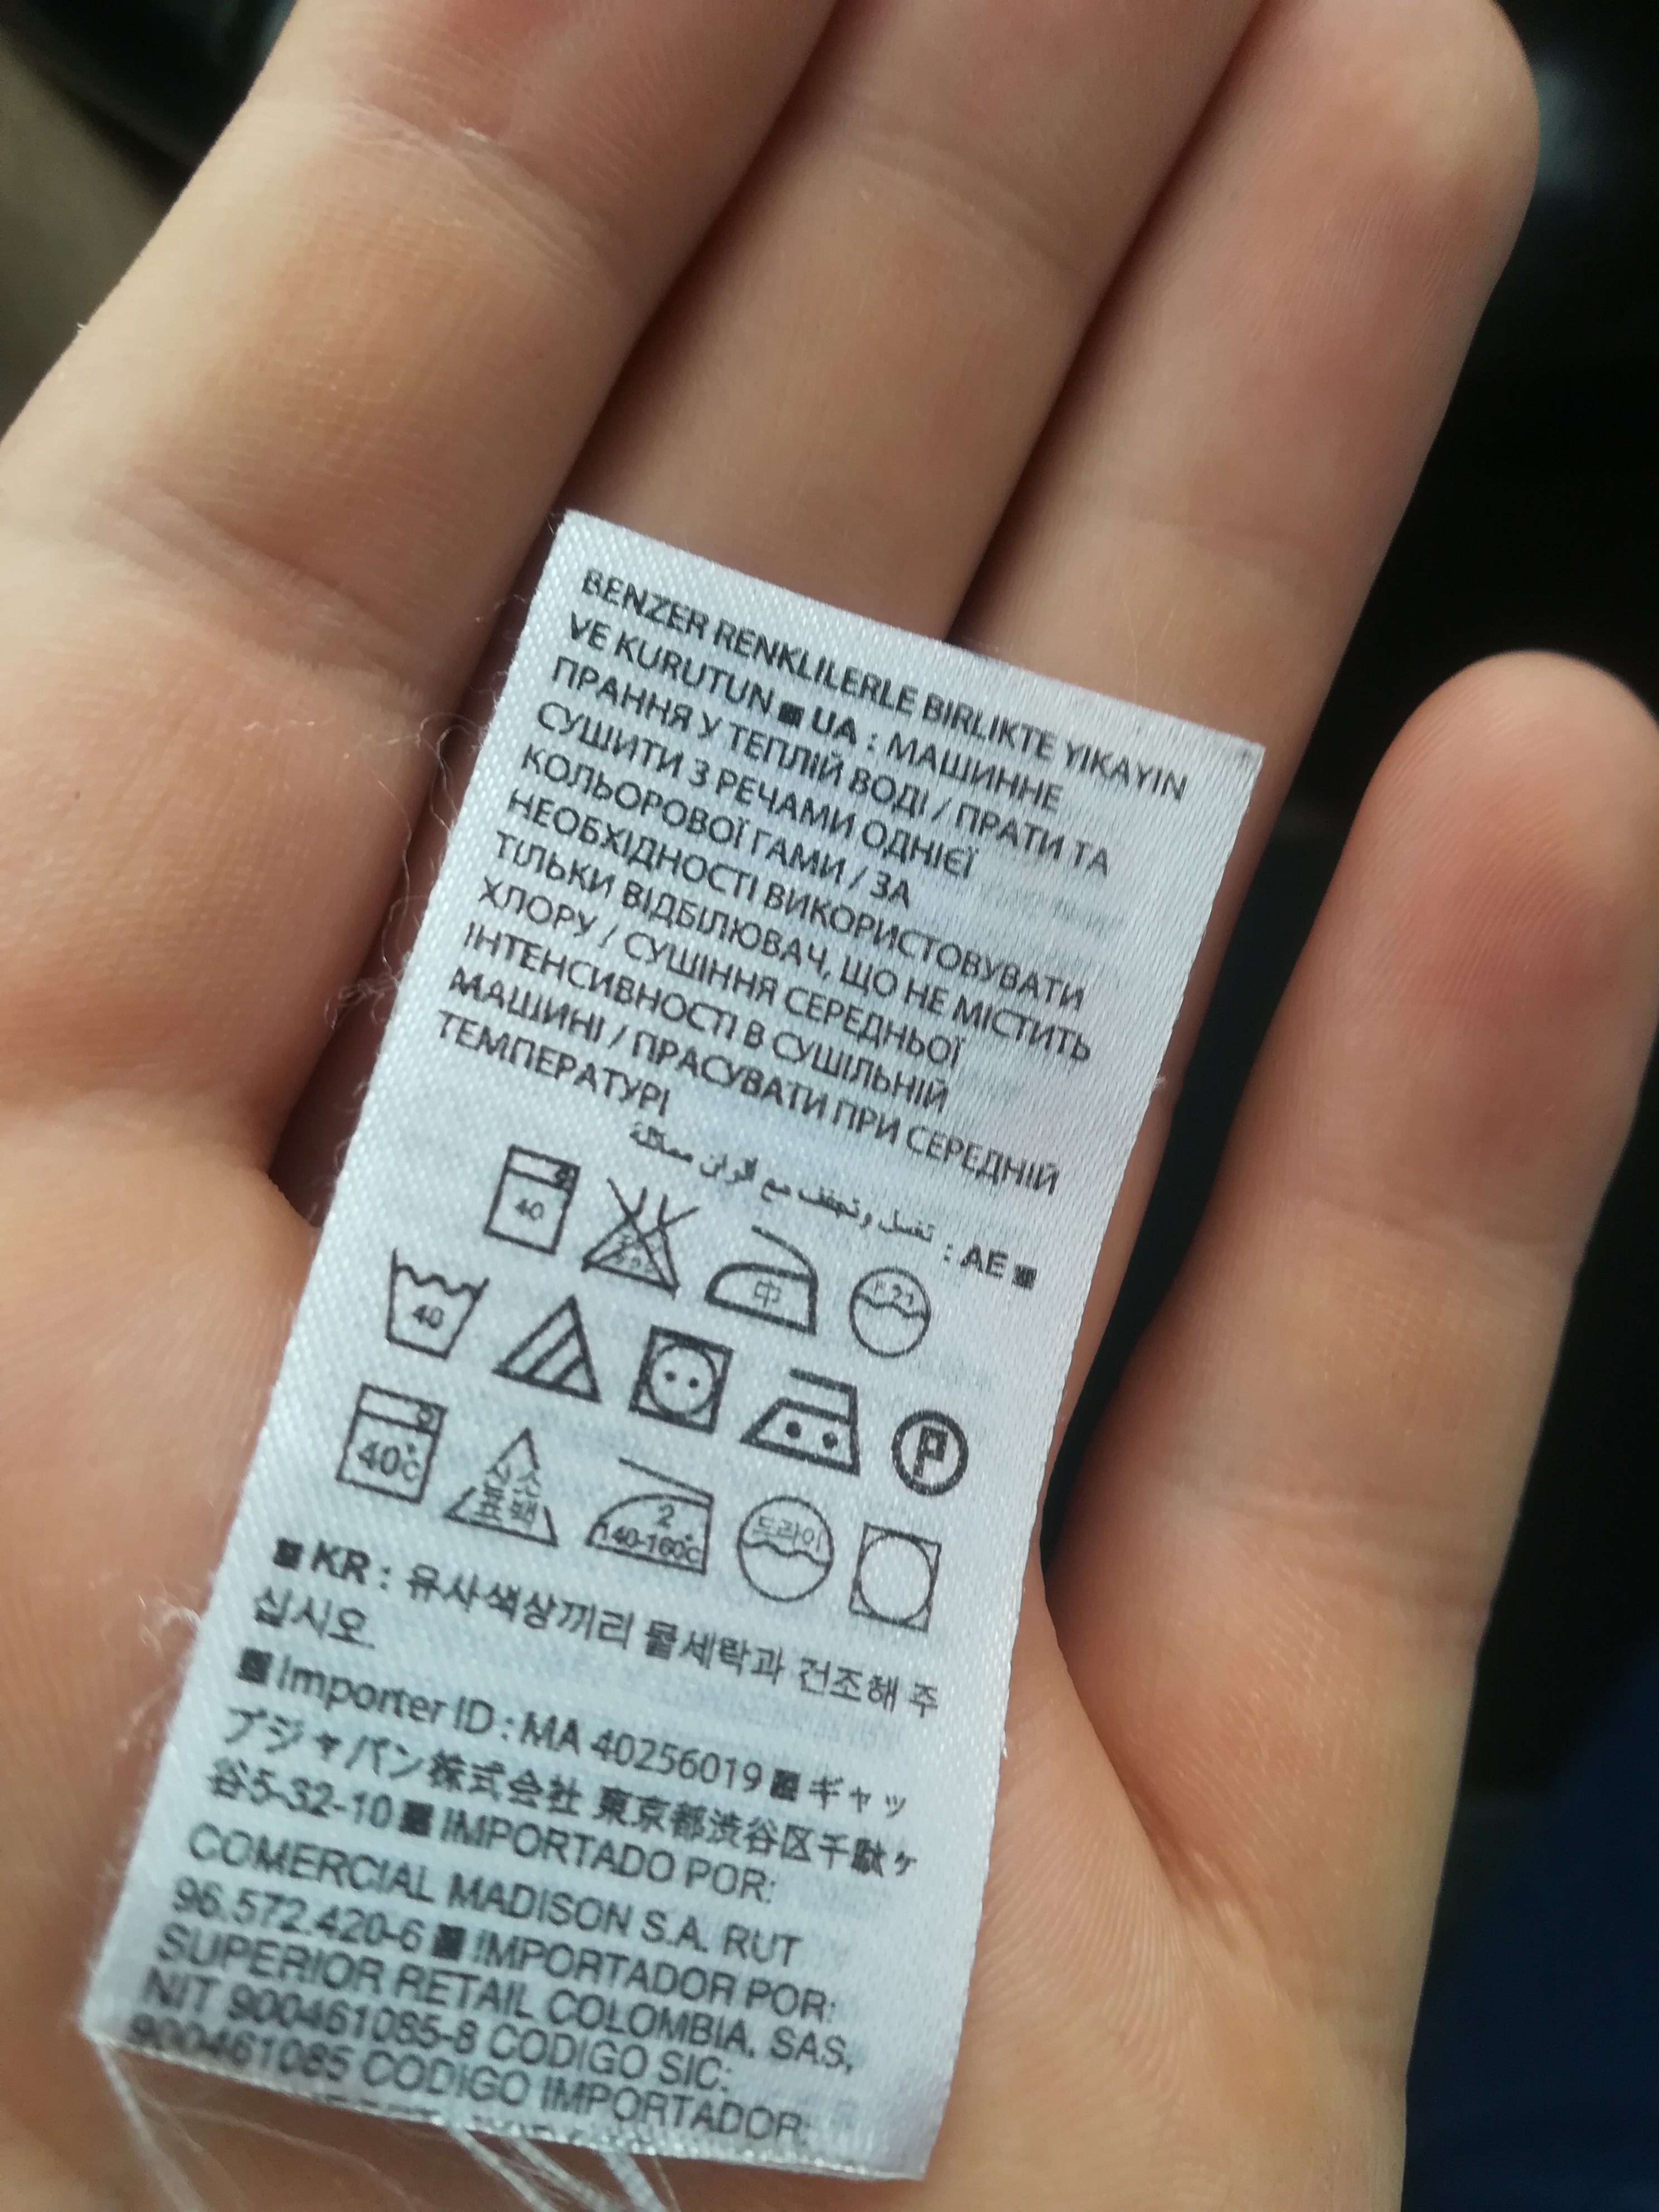 BENZER RENKLILERLE BIRLIKTE YIKAYIN
VE KURUTUN ■ UA : МАШИННЕ
ПРАННЯ У ТЕПЛІЙ ВОДІ / ПРАТИ ТА
СУШИТИ З РЕЧАМИ ОДНІЄЇ
КОЛЬОРОВОЇ ГАМИ / ЗА
НЕОБХІДНОСТІ ВИКОРИСТОВУВАТИ
ТІЛЬКИ ВІДБІЛЮВАЧ, ЩО НЕ МІСТИТЬ
ХЛОРУ / СУШІННЯ СЕРЕДНЬОЇ
ІНТЕНСИВНОСТІ В СУШІЛЬНІЙ
МАШИНІ / ПРАСУВАТИ ПРИ СЕРЕДНІЙ
ТЕМПЕРАТУРІ
■ AE : تغسل وتجفف مع ألوان مماثلة
40 中
40 P
40°C 산소표백 2 140-160°C 드라이
■ KR : 유사색상끼리 물세탁과 건조해 주
십시오.
■ Importer ID : MA 40256019 ■ ギャッ
プジャパン株式会社 東京都渋谷区千駄ヶ
谷5-32-10 ■ IMPORTADO POR:
COMERCIAL MADISON S.A. RUT
96.572.420-6 ■ IMPORTADOR POR:
SUPERIOR RETAIL COLOMBIA, SAS,
NIT 900461085-8 CODIGO SIC:
900461085 CODIGO IMPORTADOR: